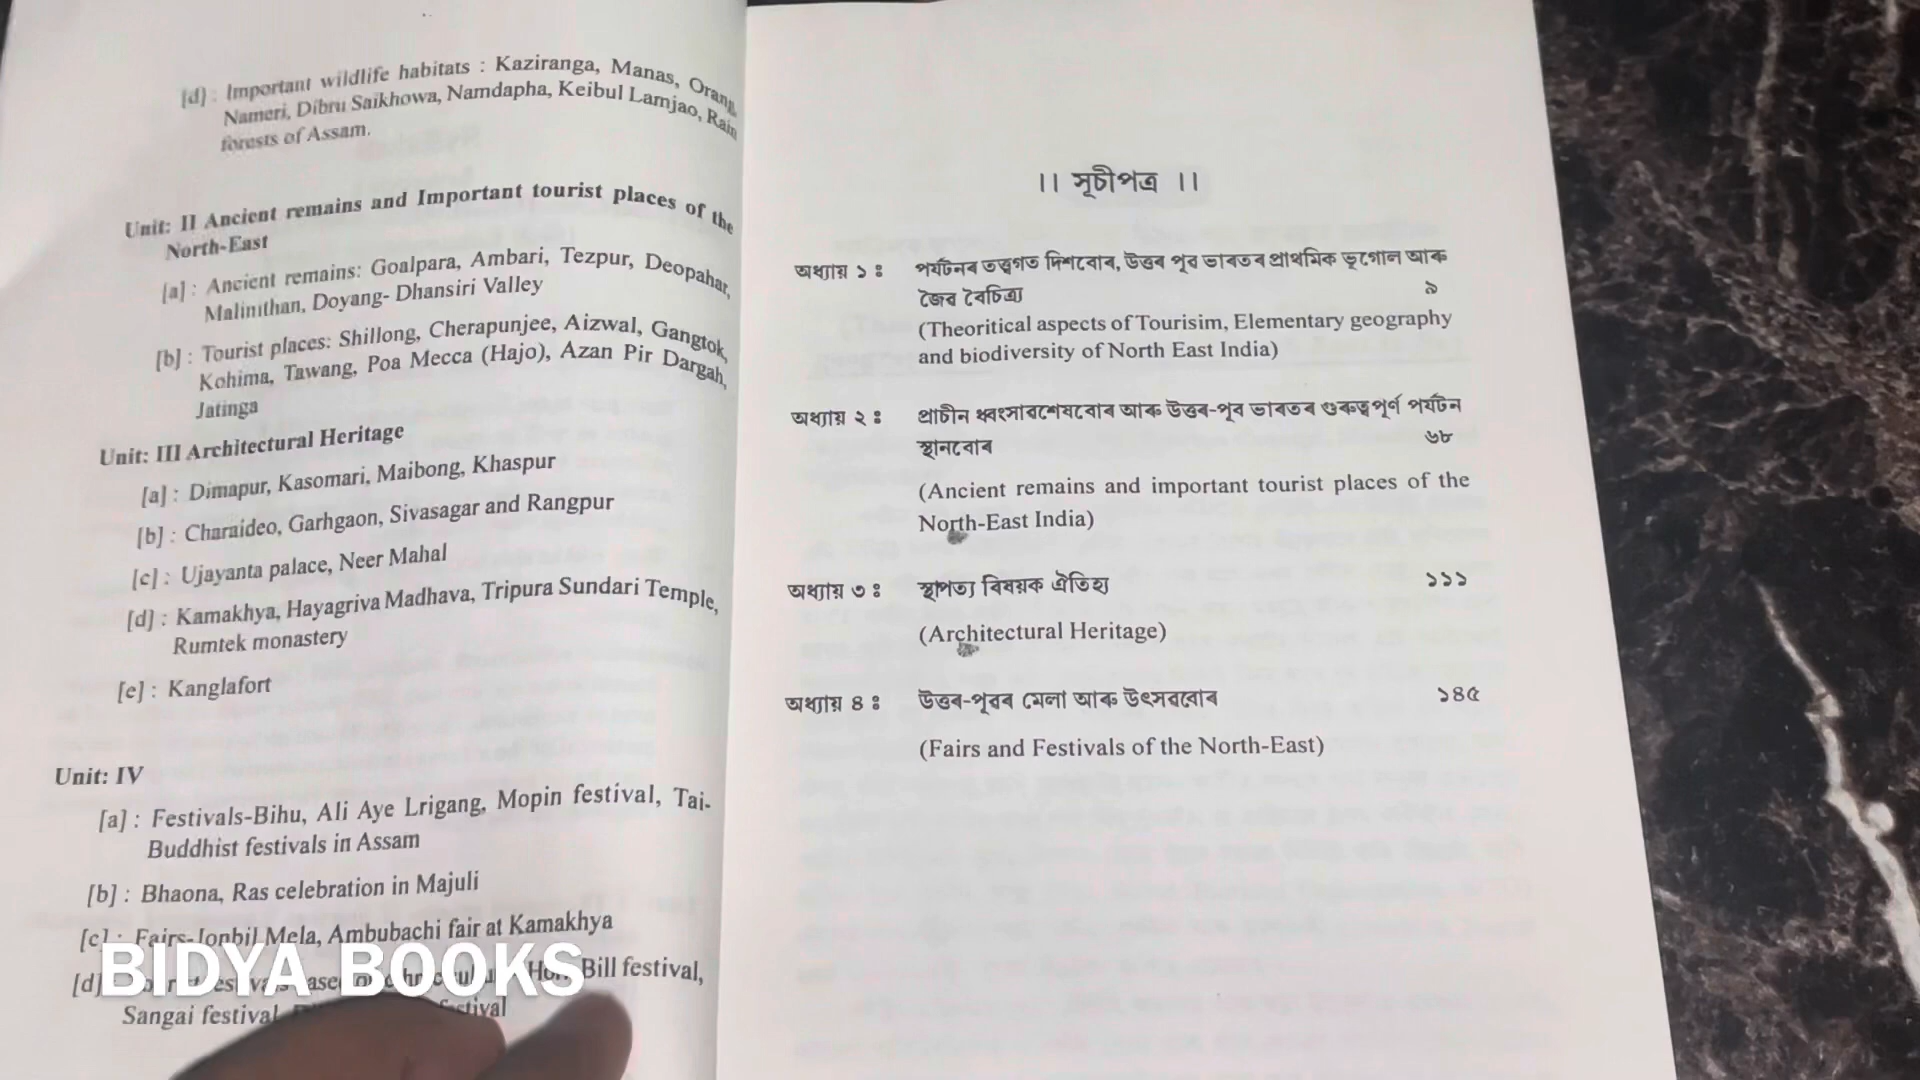 [d] : Important wildlife habitats : Kaziranga, Manas, Orang,
Nameri, Dibru Saikhowa, Namdapha, Keibul Lamjao, Rain
forests of Assam.
Unit: II Ancient remains and Important tourist places of the
North-East
[a] : Ancient remains: Goalpara, Ambari, Tezpur, Deopahar,
Malinithan, Doyang- Dhansiri Valley
[b] : Tourist places: Shillong, Cherapunjee, Aizwal, Gangtok,
Kohima, Tawang, Poa Mecca (Hajo), Azan Pir Dargah,
Jatinga
Unit: III Architectural Heritage
[a] : Dimapur, Kasomari, Maibong, Khaspur
[b] : Charaideo, Garhgaon, Sivasagar and Rangpur
[c] : Ujayanta palace, Neer Mahal
[d] : Kamakhya, Hayagriva Madhava, Tripura Sundari Temple,
Rumtek monastery
[e] : Kanglafort
Unit: IV
[a] : Festivals-Bihu, Ali Aye Lrigang, Mopin festival, Tai-
Buddhist festivals in Assam
[b] : Bhaona, Ras celebration in Majuli
[c] : Fairs-Jonbil Mela, Ambubachi fair at Kamakhya
[d] Bill festival,
Sangai festival
BIDYA BOOKS
।। সূচীপত্ৰ ।।
অধ্যায় ১ ঃ পৰ্যটনৰ তত্ত্বগত দিশবোৰ, উত্তৰ পূব ভাৰতৰ প্ৰাথমিক ভূগোল আৰু
জৈৱ বৈচিত্ৰ্য ৯
(Theoritical aspects of Tourisim, Elementary geography
and biodiversity of North East India)
অধ্যায় ২ ঃ প্ৰাচীন ধ্বংসাৱশেষবোৰ আৰু উত্তৰ-পূব ভাৰতৰ গুৰুত্বপূৰ্ণ পৰ্যটন
স্থানবোৰ ৬৮
(Ancient remains and important tourist places of the
North-East India)
অধ্যায় ৩ ঃ স্থাপত্য বিষয়ক ঐতিহ্য ১১১
(Architectural Heritage)
অধ্যায় ৪ ঃ উত্তৰ-পূৱৰ মেলা আৰু উৎসৱবোৰ ১৪৫
(Fairs and Festivals of the North-East)